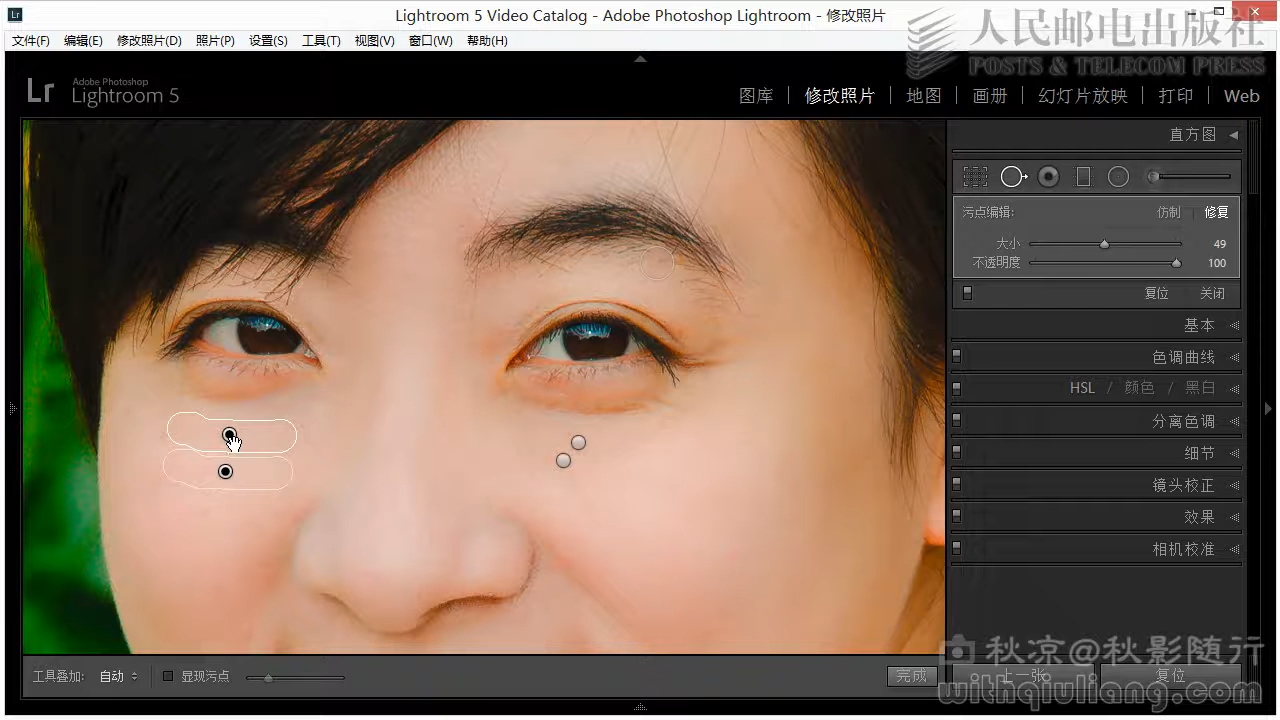 Lightroom 5 Video Catalog - Adobe Photoshop Lightroom - 修改照片
文件(F) 编辑(E) 修改照片(D) 照片(P) 设置(S) 工具(T) 视图(V) 窗口(W) 帮助(H)
人民邮电出版社
POSTS & TELECOM PRESS
Lr Adobe Photoshop
Lightroom 5
图库 修改照片 地图 画册 幻灯片放映 打印 Web
直方图
污点编辑: 仿制 修复
大小 49
不透明度 100
复位 关闭
基本
色调曲线
HSL / 颜色 / 黑白
分离色调
细节
镜头校正
效果
相机校准
秋凉@秋影随行
工具叠加: 自动 显现污点 完成 上一张 复位
withqiuliang.com